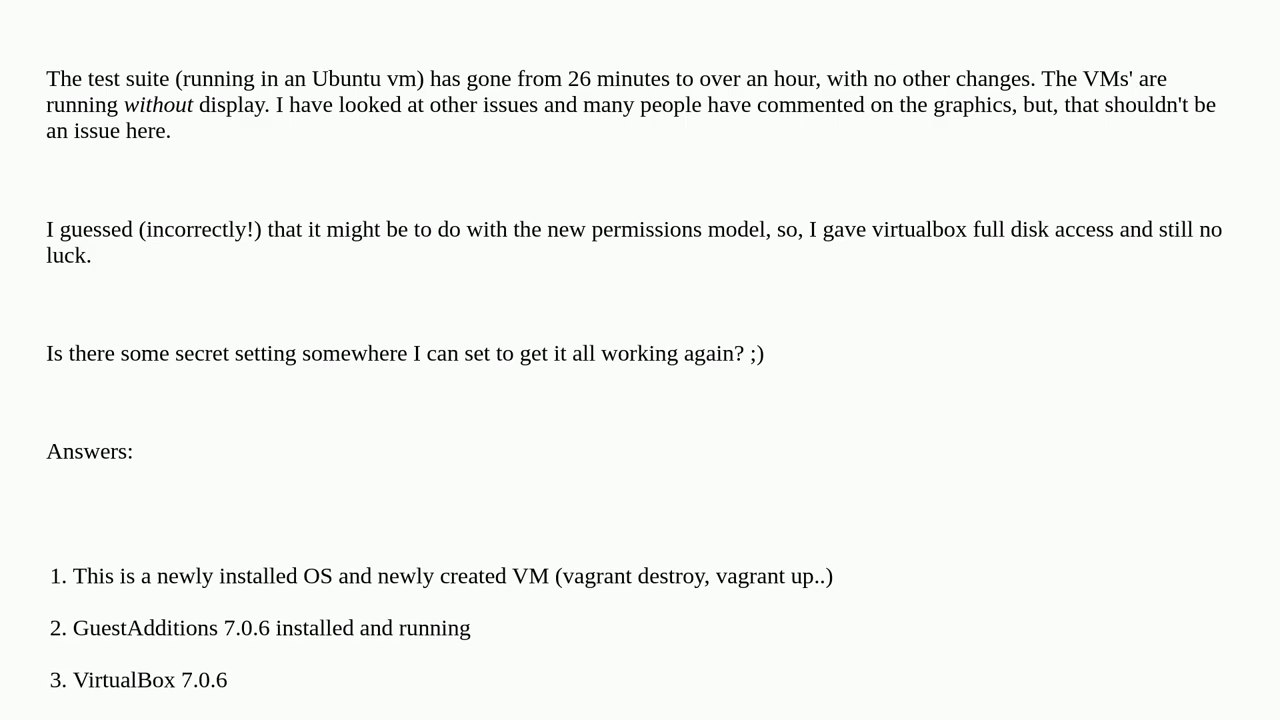 The test suite (running in an Ubuntu vm) has gone from 26 minutes to over an hour, with no other changes. The VMs' are
running without display. I have looked at other issues and many people have commented on the graphics, but, that shouldn't be
an issue here.
I guessed (incorrectly!) that it might be to do with the new permissions model, so, I gave virtualbox full disk access and still no
luck.
Is there some secret setting somewhere I can set to get it all working again? ;)
Answers:
1. This is a newly installed OS and newly created VM (vagrant destroy, vagrant up..)
2. GuestAdditions 7.0.6 installed and running
3. VirtualBox 7.0.6